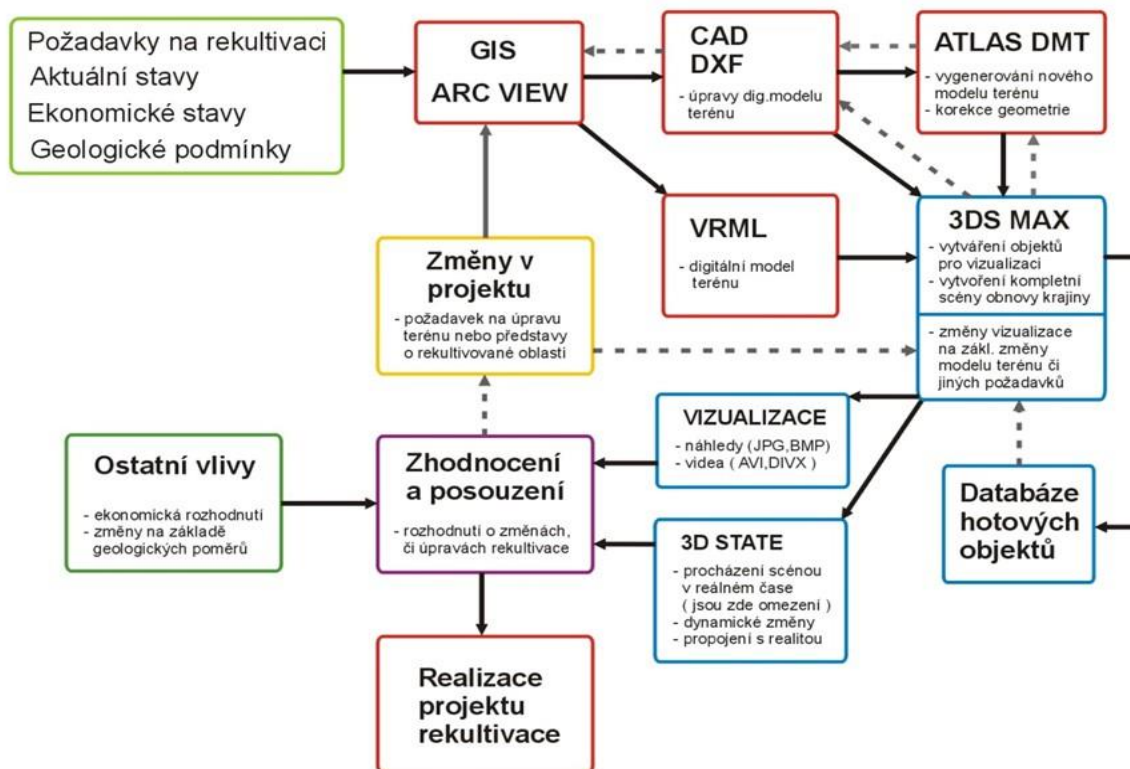 Požadavky na rekultivaci
Aktuální stavy
Ekonomické stavy
Geologické podmínky
GIS
ARC VIEW
CAD
DXF
- úpravy dig.modelu
terénu
ATLAS DMT
- vygenerování nového
modelu terénu
- korekce geometrie
VRML
- digitální model
terénu
3DS MAX
- vytváření objektů
pro vizualizaci
- vytvoření kompletní
scény obnovy krajiny
- změny vizualizace
na zákl. změny
modelu terénu či
jiných požadavků
Změny v
projektu
- požadavek na úpravu
terénu nebo představy
o rekultivované oblasti
VIZUALIZACE
- náhledy (JPG,BMP)
- videa ( AVI,DIVX )
Ostatní vlivy
- ekonomická rozhodnutí
- změny na základě
geologických poměrů
Zhodnocení
a posouzení
- rozhodnutí o změnách,
či úpravách rekultivace
3D STATE
- procházení scénou
v reálném čase
( jsou zde omezení )
- dynamické změny
- propojení s realitou
Databáze
hotových
objektů
Realizace
projektu
rekultivace